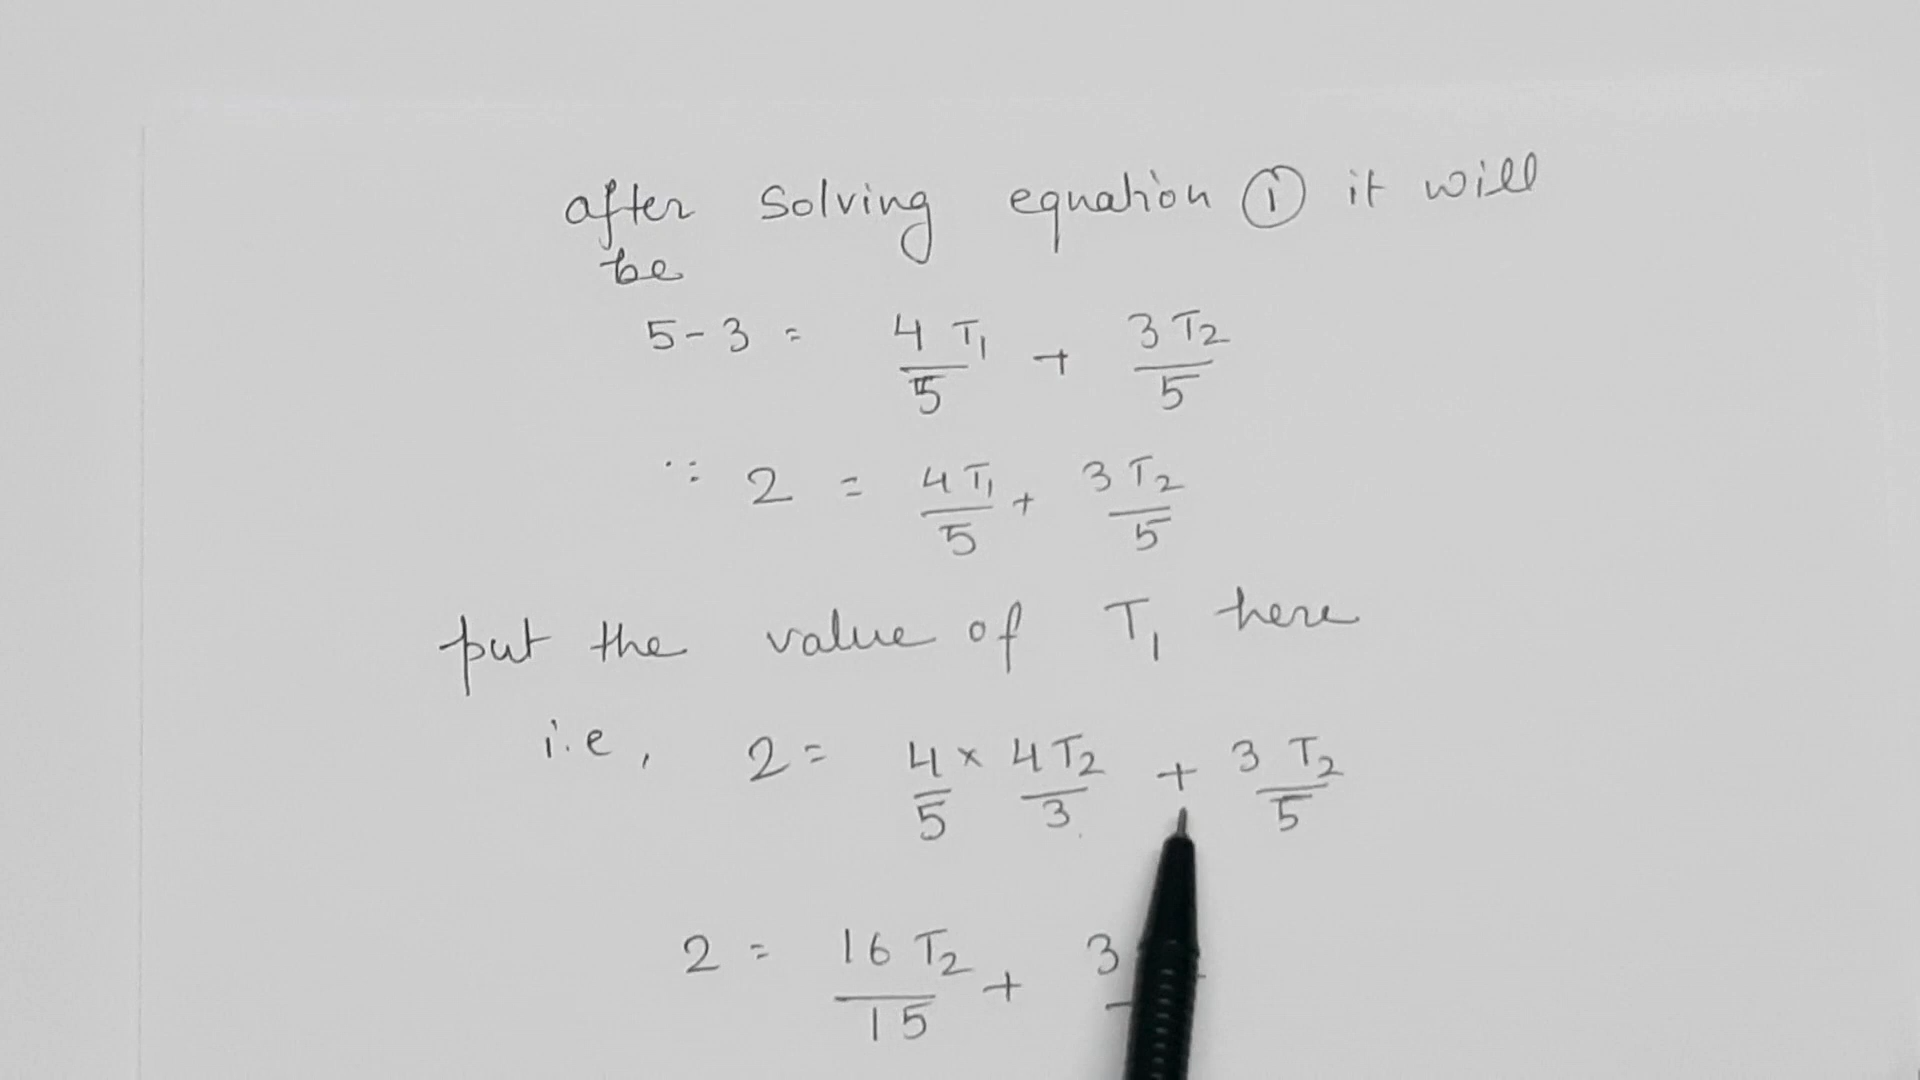 after solving equation ① it will
be
5-3 = 4 T₁/5 + 3 T₂/5
∵ 2 = 4 T₁/5 + 3 T₂/5
put the value of T₁ here
i.e, 2 = 4/5 × 4 T₂/3 + 3 T₂/5
2 = 16 T₂/15 + 3